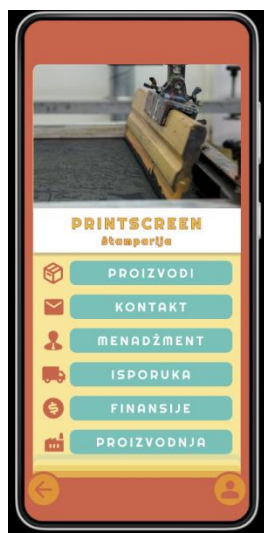 PRINTSCREEN
štamparija
PROIZVODI
KONTAKT
MENADŽMENT
ISPORUKA
FINANSIJE
PROIZVODNJA